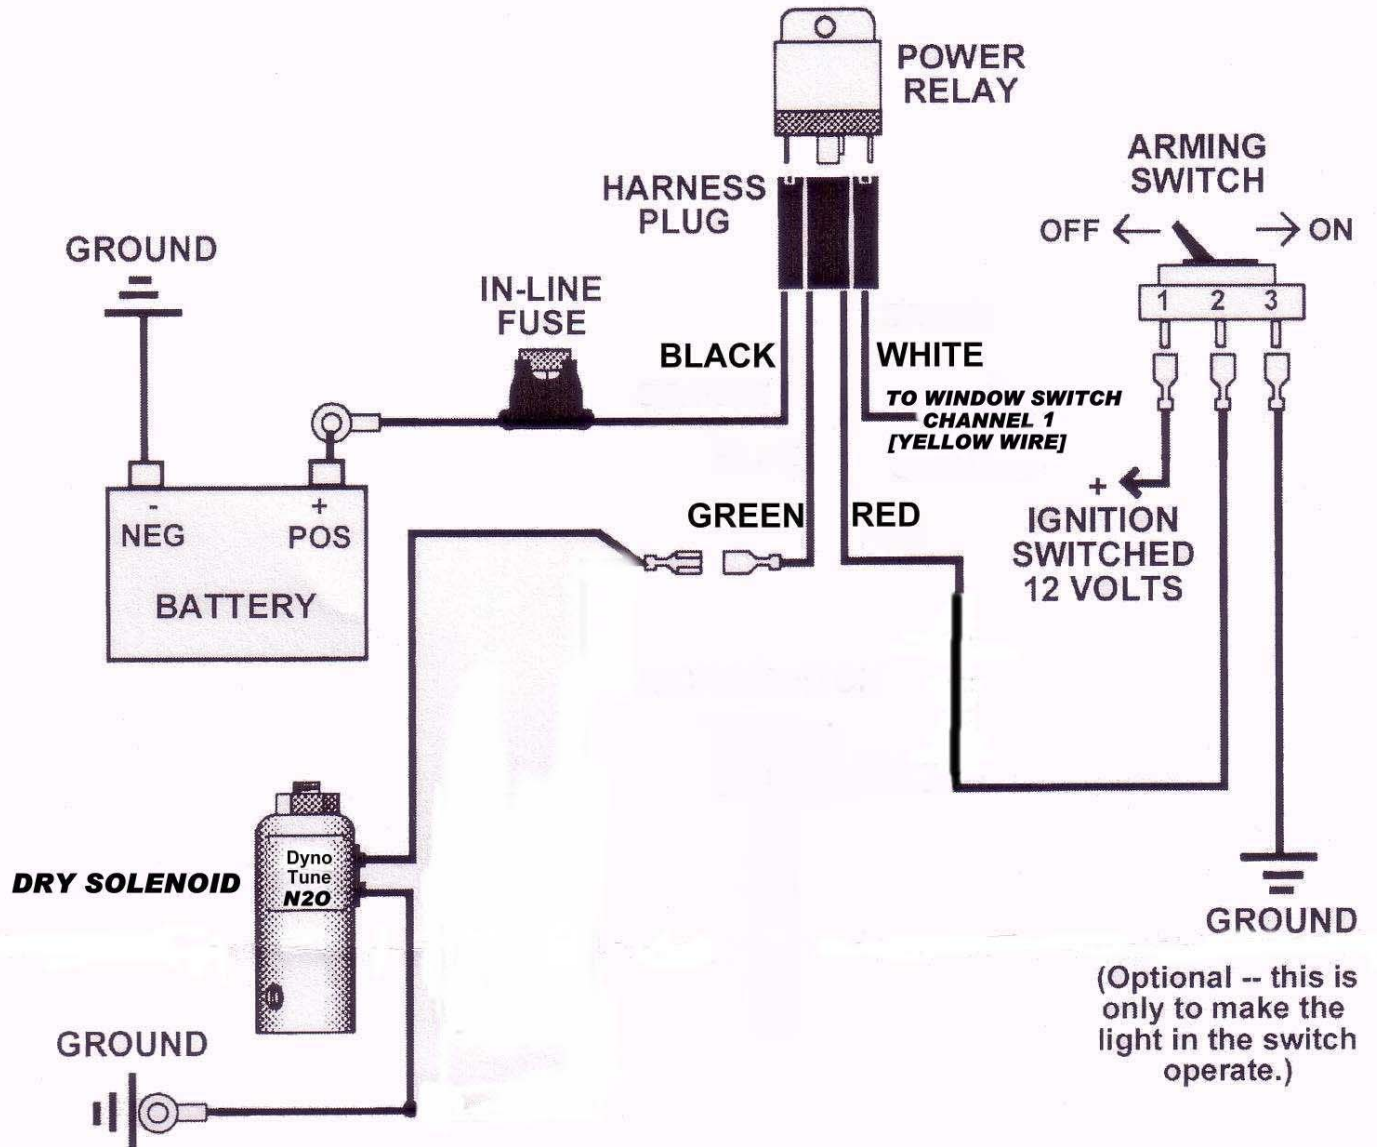 POWER
RELAY
ARMING
SWITCH
HARNESS
PLUG
OFF
ON
GROUND
IN-LINE
FUSE
1 2 3
BLACK
WHITE
TO WINDOW SWITCH
CHANNEL 1
[YELLOW WIRE]
- +
NEG POS
BATTERY
GREEN
RED
+
IGNITION
SWITCHED
12 VOLTS
DRY SOLENOID
Dyno
Tune
N2O
GROUND
(Optional -- this is
only to make the
light in the switch
operate.)
GROUND